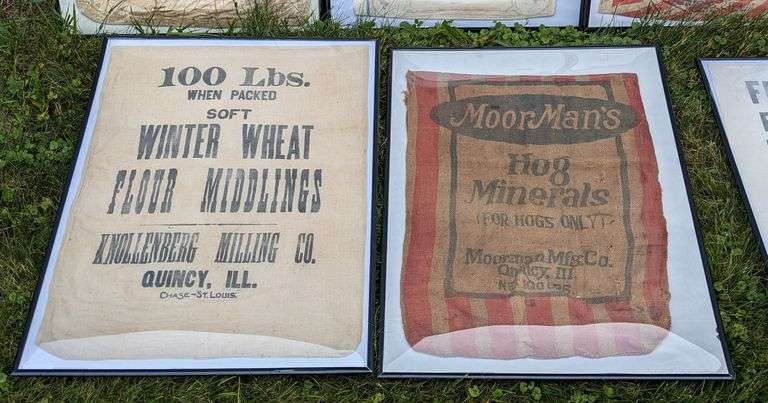 100 Lbs.
WHEN PACKED
SOFT
WINTER WHEAT
FLOUR MIDDLINGS
KNOLLENBERG MILLING CO.
QUINCY, ILL.
CHASE-ST. LOUIS.
MOORMAN'S
Hog
Minerals
(FOR HOGS ONLY)
Moorman Mfg. Co.
Quincy, Ill.